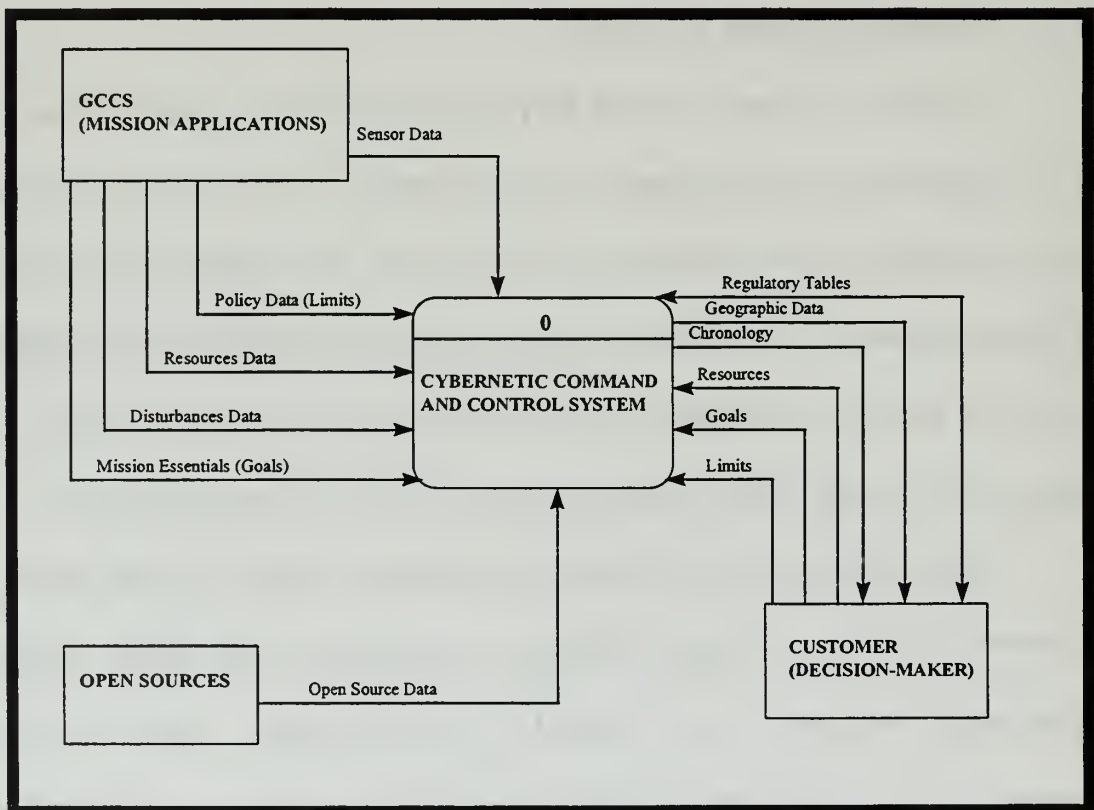 GCCS
(MISSION APPLICATIONS)
Sensor Data
Policy Data (Limits)
Resources Data
Disturbances Data
Mission Essentials (Goals)
0
CYBERNETIC COMMAND
AND CONTROL SYSTEM
Regulatory Tables
Geographic Data
Chronology
Resources
Goals
Limits
OPEN SOURCES
Open Source Data
CUSTOMER
(DECISION-MAKER)